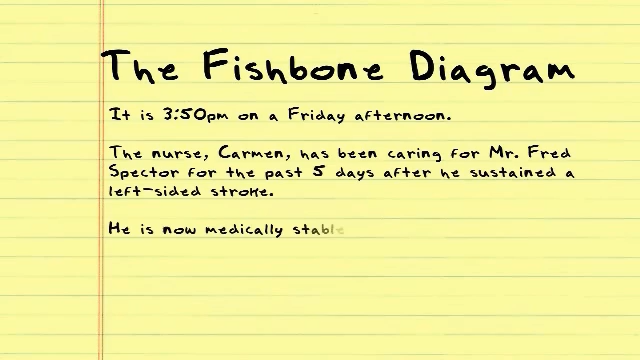 The Fishbone Diagram
It is 3:50pm on a Friday afternoon.
The nurse, Carmen, has been caring for Mr. Fred
Spector for the past 5 days after he sustained a
left-sided stroke.
He is now medically stable